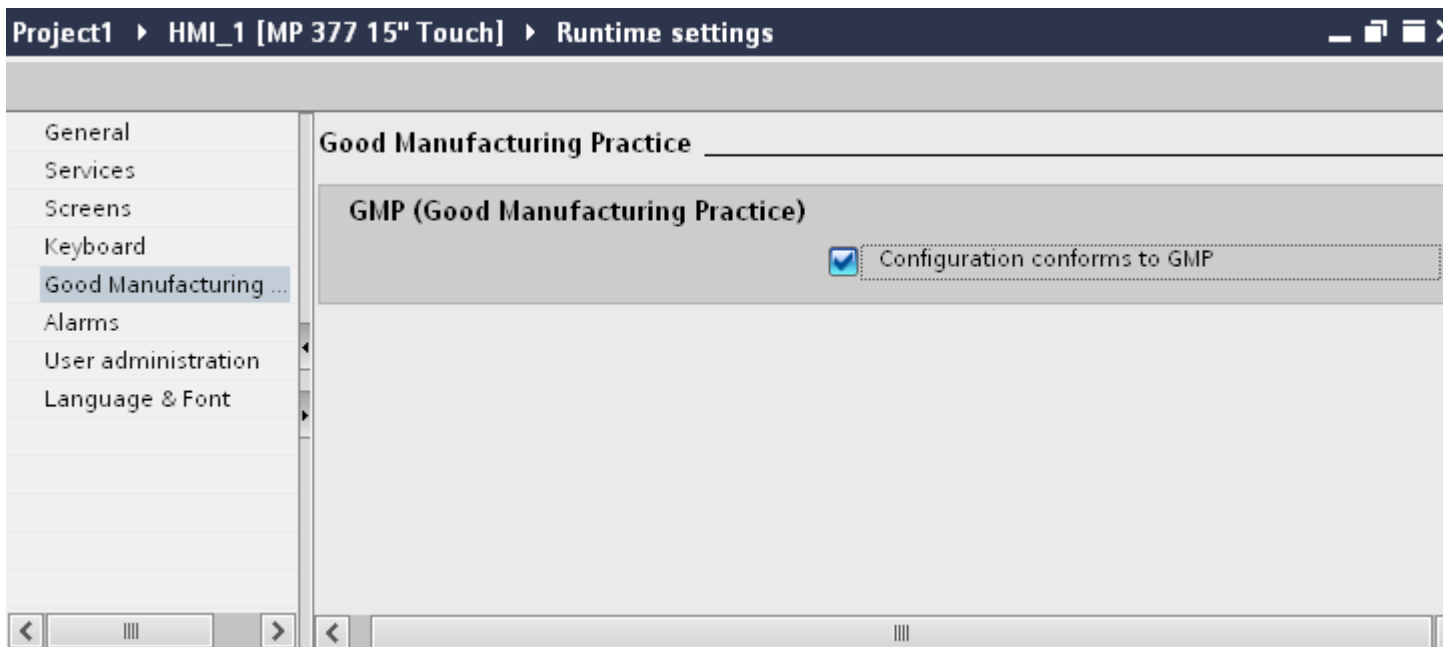 Project1 ▸ HMI_1 [MP 377 15" Touch] ▸ Runtime settings
General
Services
Screens
Keyboard
Good Manufacturing ...
Alarms
User administration
Language & Font
Good Manufacturing Practice
GMP (Good Manufacturing Practice)
Configuration conforms to GMP